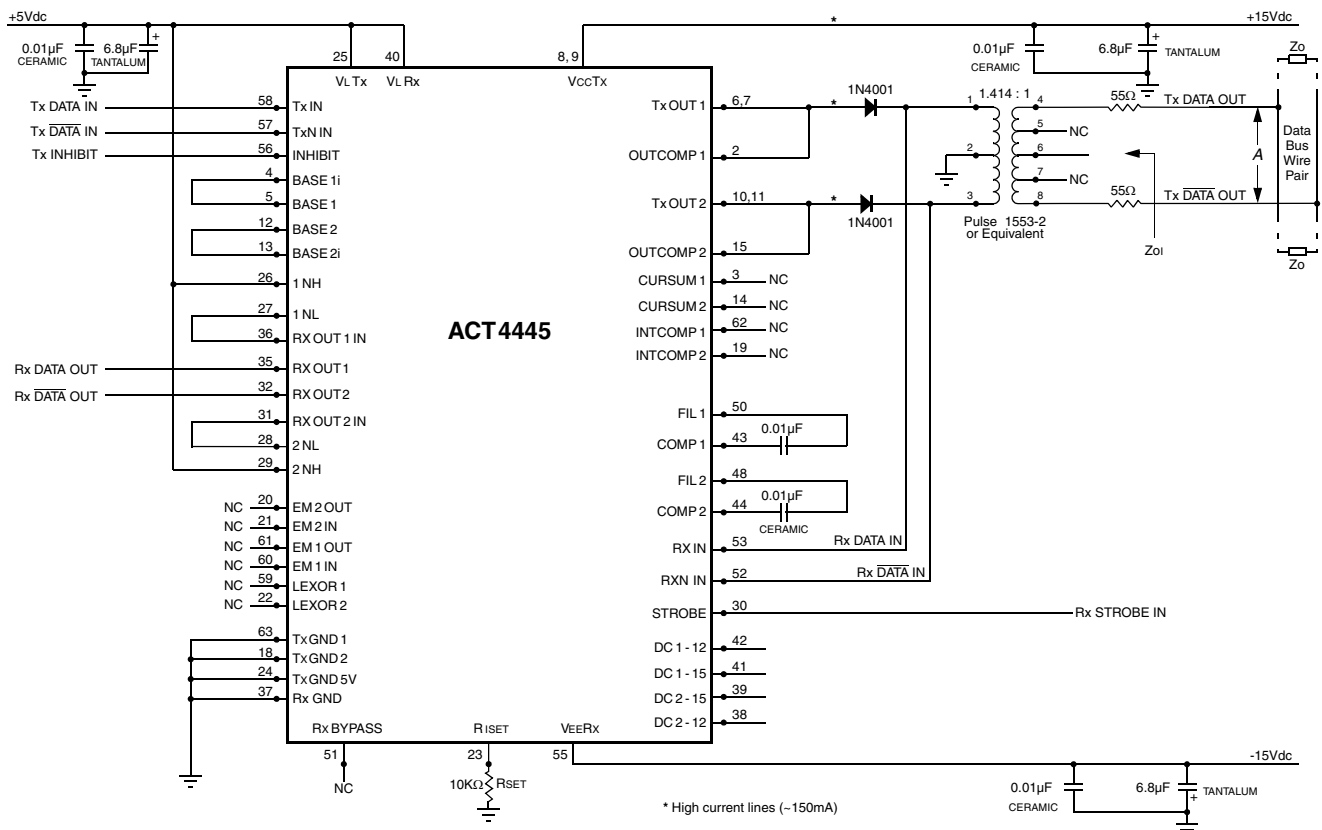 +5Vdc
0.01µF
CERAMIC
6.8µF
+
TANTALUM
25
40
8, 9
*
+15Vdc
0.01µF
CERAMIC
6.8µF
+
TANTALUM
VL Tx
VL Rx
VCCTx
Tx DATA IN
58
Tx IN
Tx DATA IN
57
TxN IN
Tx INHIBIT
56
INHIBIT
4
BASE 1i
5
BASE 1
12
BASE 2
13
BASE 2i
26
1 NH
27
1 NL
36
RX OUT 1 IN
Rx DATA OUT
35
RX OUT 1
Rx DATA OUT
32
RX OUT 2
31
RX OUT 2 IN
28
2 NL
29
2 NH
NC
20
EM 2 OUT
NC
21
EM 2 IN
NC
61
EM 1 OUT
NC
60
EM 1 IN
NC
59
LEXOR 1
NC
22
LEXOR 2
63
Tx GND 1
18
Tx GND 2
24
Tx GND 5V
37
Rx GND
ACT4445
Tx OUT 1
6,7
*
1N4001
OUTCOMP 1
2
Tx OUT 2
10,11
*
1N4001
OUTCOMP 2
15
CURSUM 1
3
NC
CURSUM 2
14
NC
INTCOMP 1
62
NC
INTCOMP 2
19
NC
FIL 1
50
0.01µF
COMP 1
43
FIL 2
48
0.01µF
COMP 2
44
CERAMIC
RX IN
53
Rx DATA IN
RXN IN
52
Rx DATA IN
STROBE
30
Rx STROBE IN
DC 1 - 12
42
DC 1 - 15
41
DC 2 - 15
39
DC 2 - 12
38
1.414 : 1
1
2
3
4
5
NC
6
7
NC
8
Pulse 1553-2
or Equivalent
55Ω
Tx DATA OUT
55Ω
Tx DATA OUT
A
ZOI
Zo
Data
Bus
Wire
Pair
Zo
Rx BYPASS
51
NC
R ISET
23
10KΩ
RSET
VEERx
55
-15Vdc
0.01µF
CERAMIC
6.8µF
+
TANTALUM
* High current lines (~150mA)